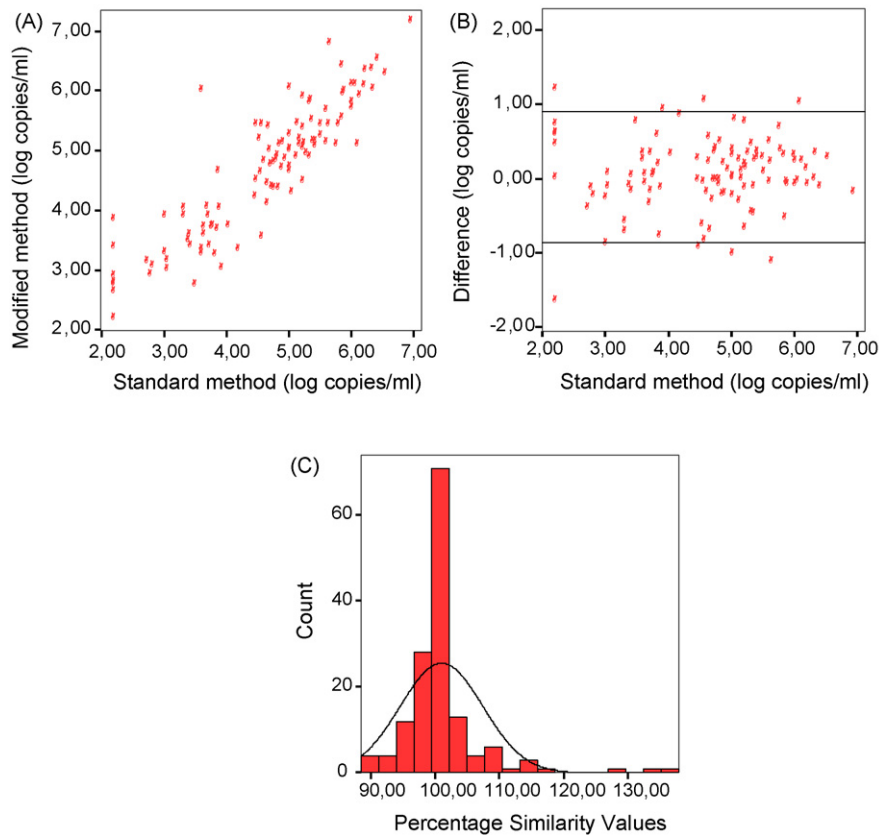 (A)
Modified method (log copies/ml)
7,00
6,00
5,00
4,00
3,00
2,00
2,00 3,00 4,00 5,00 6,00 7,00
Standard method (log copies/ml)
(B)
Difference (log copies/ml)
2,00
1,00
0,00
-1,00
-2,00
2,00 3,00 4,00 5,00 6,00 7,00
Standard method (log copies/ml)
(C)
Count
60
40
20
0
90,00 100,00 110,00 120,00 130,00
Percentage Similarity Values